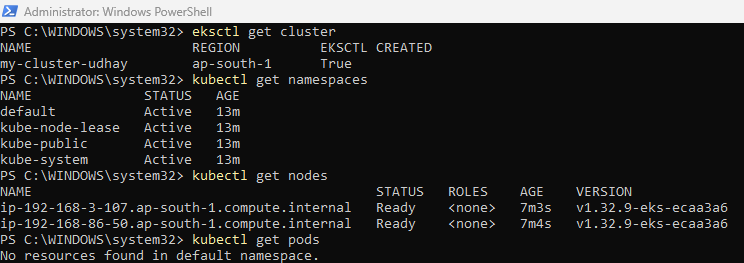 Administrator: Windows PowerShell
PS C:\WINDOWS\system32> eksctl get cluster
NAME REGION EKSCTL CREATED
my-cluster-udhay ap-south-1 True
PS C:\WINDOWS\system32> kubectl get namespaces
NAME STATUS AGE
default Active 13m
kube-node-lease Active 13m
kube-public Active 13m
kube-system Active 13m
PS C:\WINDOWS\system32> kubectl get nodes
NAME STATUS ROLES AGE VERSION
ip-192-168-3-107.ap-south-1.compute.internal Ready <none> 7m3s v1.32.9-eks-ecaa3a6
ip-192-168-86-50.ap-south-1.compute.internal Ready <none> 7m4s v1.32.9-eks-ecaa3a6
PS C:\WINDOWS\system32> kubectl get pods
No resources found in default namespace.